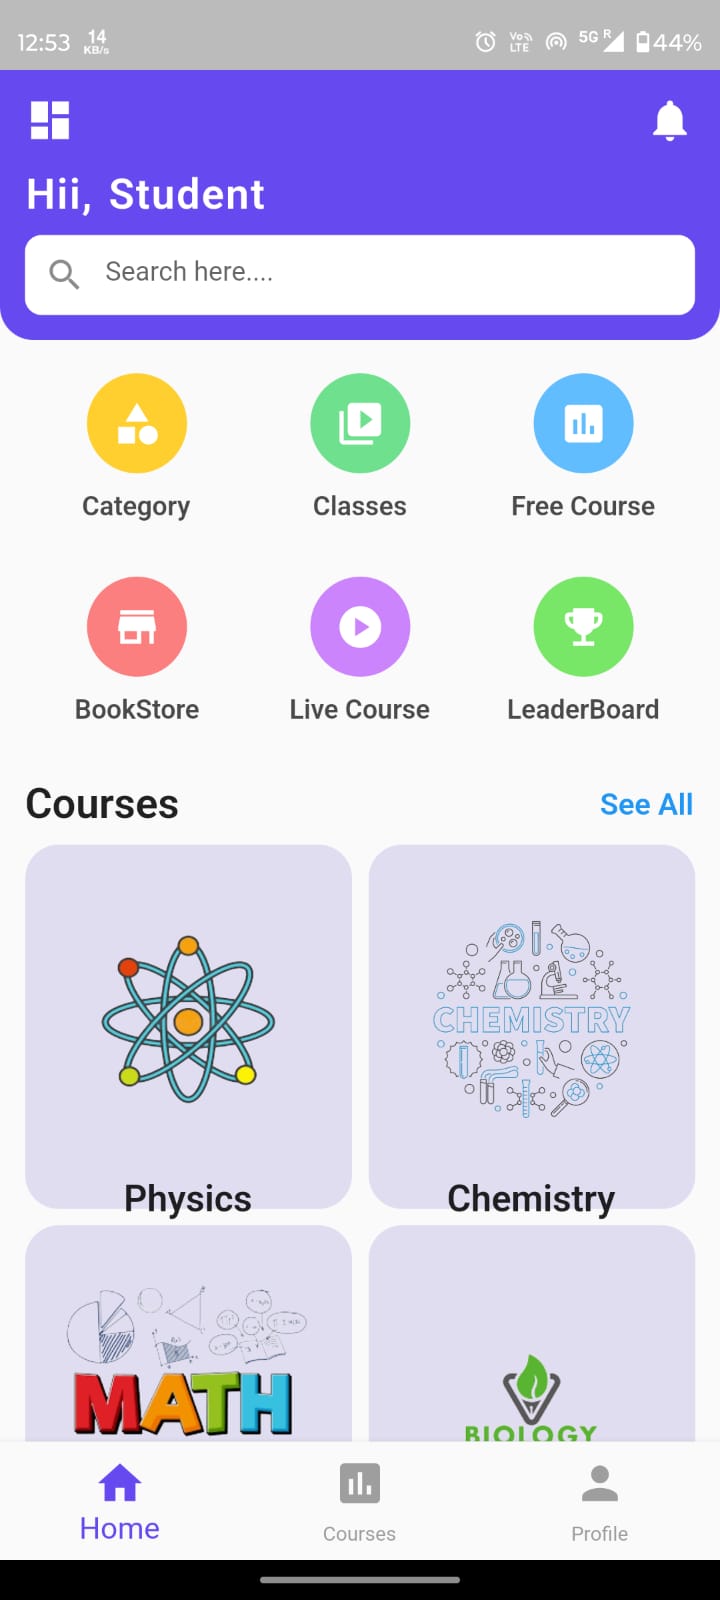 12:53 14 KB/s Vo LTE 5G R 44%
Hii, Student
Search here....
Category Classes Free Course
BookStore Live Course LeaderBoard
Courses See All
CHEMISTRY
Physics Chemistry
MATH
BIOLOGY
Home Courses Profile